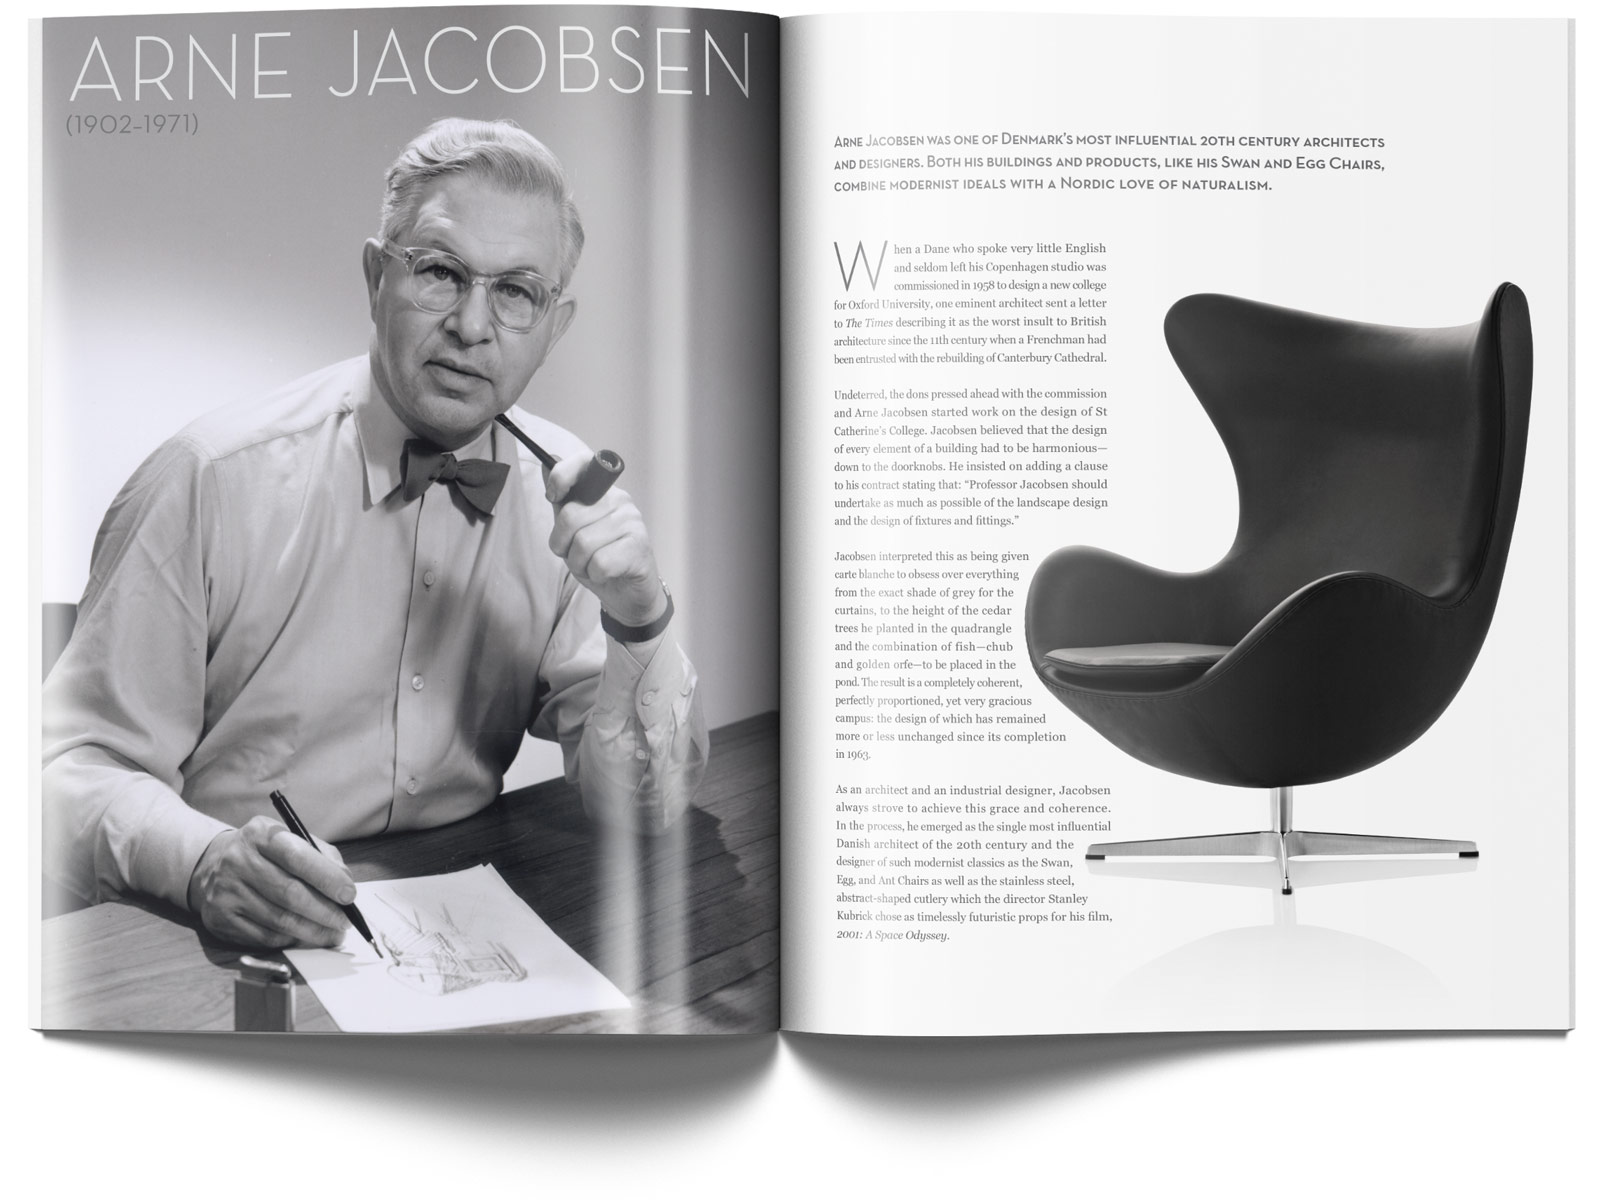 ARNE JACOBSEN
(1902–1971)
Arne Jacobsen was one of Denmark's most influential 20th century architects
and designers. Both his buildings and products, like his Swan and Egg Chairs,
combine modernist ideals with a Nordic love of naturalism.
When a Dane who spoke very little English
and seldom left his Copenhagen studio was
commissioned in 1958 to design a new college
for Oxford University, one eminent architect sent a letter
to The Times describing it as the worst insult to British
architecture since the 11th century when a Frenchman had
been entrusted with the rebuilding of Canterbury Cathedral.
Undeterred, the dons pressed ahead with the commission
and Arne Jacobsen started work on the design of St
Catherine's College. Jacobsen believed that the design
of every element of a building had to be harmonious—
down to the doorknobs. He insisted on adding a clause
to his contract stating that: “Professor Jacobsen should
undertake as much as possible of the landscape design
and the design of fixtures and fittings.”
Jacobsen interpreted this as being given
carte blanche to obsess over everything
from the exact shade of grey for the
curtains, to the height of the cedar
trees he planted in the quadrangle
and the combination of fish—chub
and golden orfe—to be placed in the
pond. The result is a completely coherent,
perfectly proportioned, yet very gracious
campus: the design of which has remained
more or less unchanged since its completion
in 1963.
As an architect and an industrial designer, Jacobsen
always strove to achieve this grace and coherence.
In the process, he emerged as the single most influential
Danish architect of the 20th century and the
designer of such modernist classics as the Swan,
Egg, and Ant Chairs as well as the stainless steel,
abstract-shaped cutlery which the director Stanley
Kubrick chose as timelessly futuristic props for his film,
2001: A Space Odyssey.